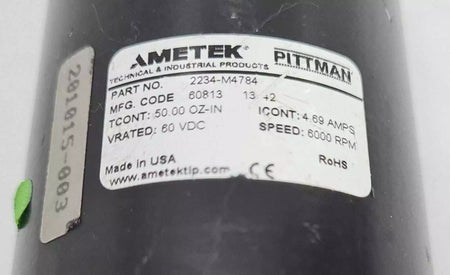 AMETEK® PITTMAN®
TECHNICAL & INDUSTRIAL PRODUCTS
PART NO. 2234-M4784
MFG. CODE 60813 13 42
TCONT: 50.00 OZ-IN ICONT: 4.69 AMPS
VRATED: 60 VDC SPEED: 6000 RPM
Made in USA RoHS
www.ametektip.com CE
201015-003